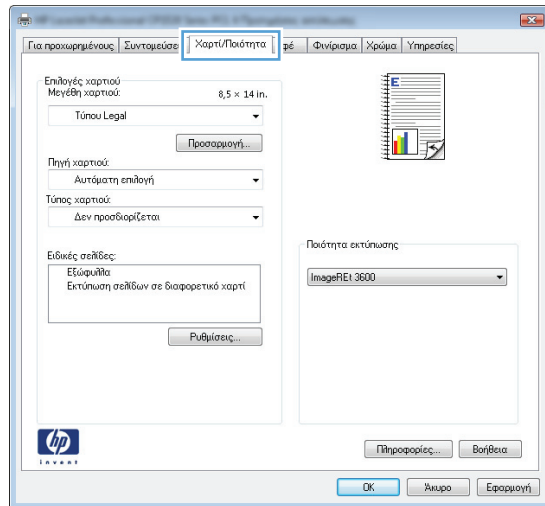 Για προχωρημένους Συντομεύσε Χαρτί/Ποιότητα φέ Φινίρισμα Χρώμα Υπηρεσίες
Επιλογές χαρτιού
Μεγέθη χαρτιού: 8,5 × 14 in.
Τύπου Legal
Προσαρμογή...
Πηγή χαρτιού:
Αυτόματη επιλογή
Τύπος χαρτιού:
Δεν προσδιορίζεται
Ειδικές σελίδες:
Εξώφυλλα
Εκτύπωση σελίδων σε διαφορετικό χαρτί
Ρυθμίσεις...
E
Ποιότητα εκτύπωσης
ImageREt 3600
hp
invent
Πληροφορίες... Βοήθεια
OK Άκυρο Εφαρμογή